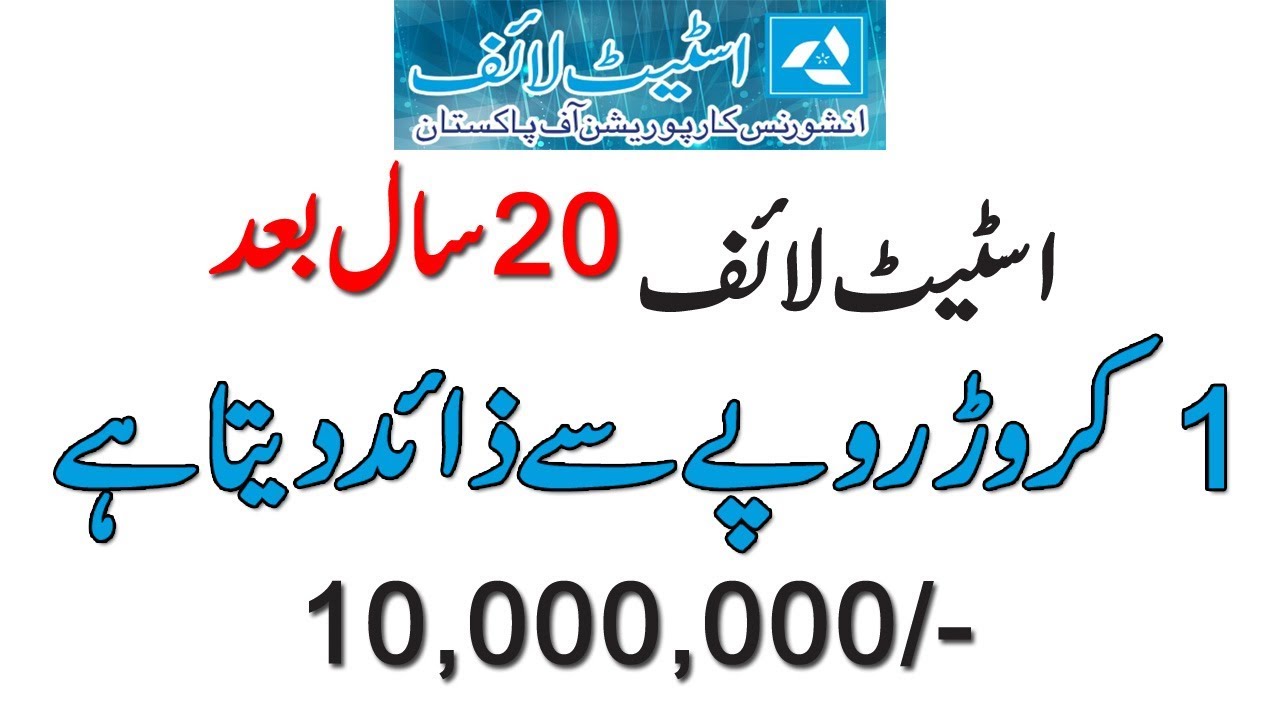 اسٹیٹ لائف
انشورنس کارپوریشن آف پاکستان
اسٹیٹ لائف 20 سال بعد
1 کروڑ روپے سے ذائد دیتا ہے
10,000,000/-